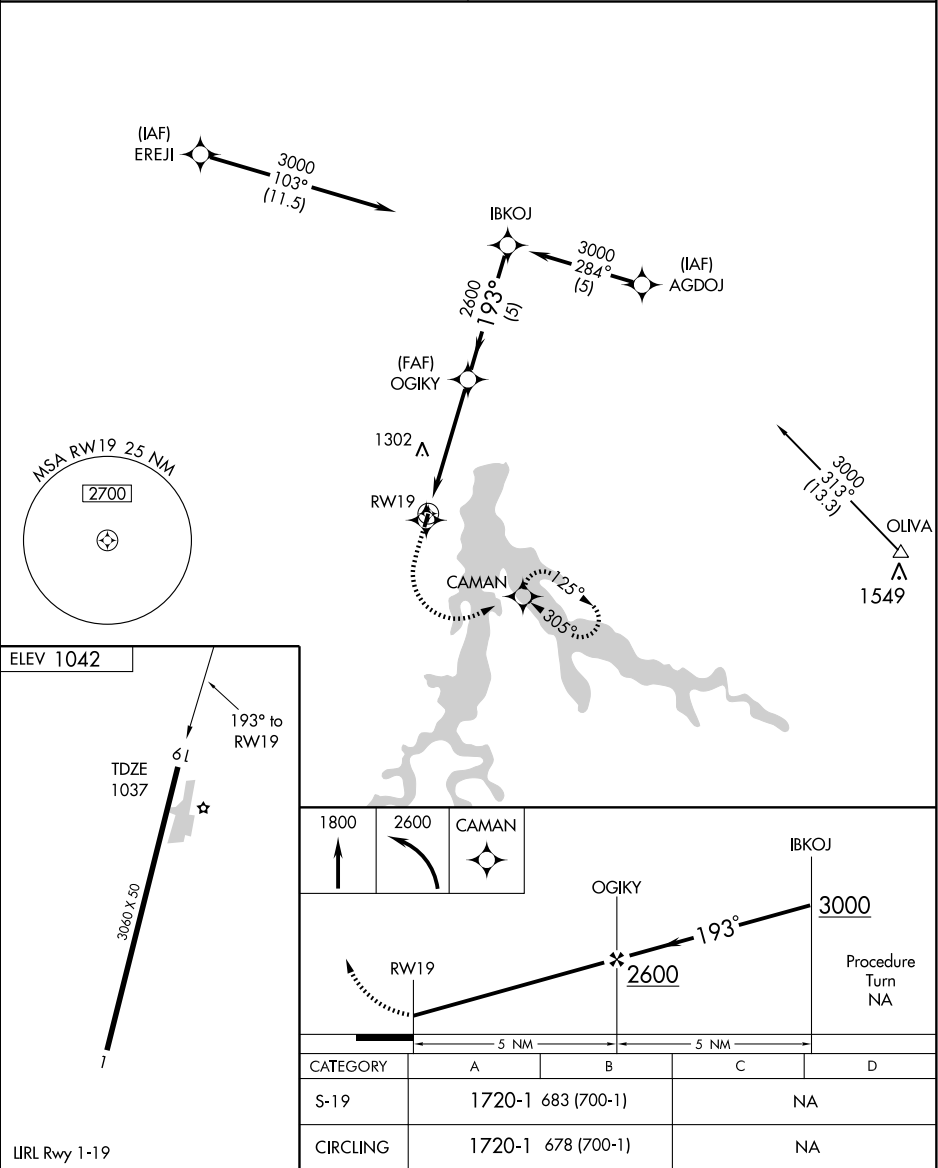 (IAF)
EREJI
3000
103°
(11.5)
IBKOJ
3000
284°
(5)
(IAF)
AGDOJ
2600
193°
(5)
(FAF)
OGIKY
1302
MSA RW19 25 NM
2700
RW19
3000
313°
(13.3)
OLIVA
1549
CAMAN
125°
305°
ELEV 1042
193° to
RW19
19
TDZE
1037
3060 X 50
1
LIRL Rwy 1-19
1800
2600
CAMAN
IBKOJ
OGIKY
3000
193°
2600
RW19
Procedure
Turn
NA
5 NM
5 NM
CATEGORY A B C D
S-19 1720-1 683 (700-1) NA
CIRCLING 1720-1 678 (700-1) NA